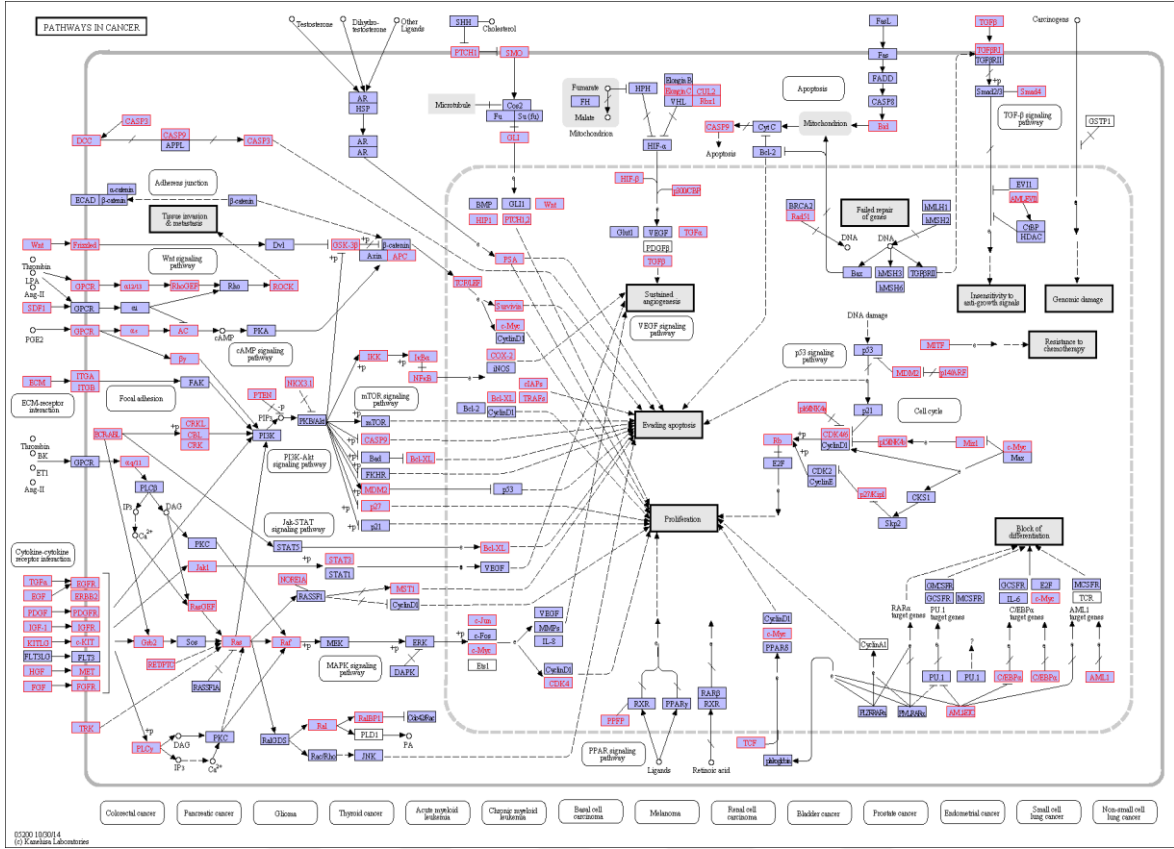 PATHWAYS IN CANCER
Testosterone
Dihydro-
testosterone
Other
Ligands
SHH
Cholesterol
PTCH1
SMO
Microtubule
Cos2
Fu
Su(fu)
GLI
AR
HSP
AR
AR
Fumarate
FH
Malate
Mitochondrion
HPH
Elongin B
Elongin C
VHL
CUL2
Rbx1
HIF-α
FasL
Fas
FADD
CASP8
Bid
Mitochondrion
CytC
CASP9
Apoptosis
Bcl-2
Apoptosis
TGFβ
TGFβRI
TGFβRII
+p
Smad2/3
Smad4
TGF-β signaling
pathway
Carcinogens
GSTP1
DCC
CASP3
CASP9
APPL
CASP3
Adherens junction
ECAD
α-catenin
β-catenin
β-catenin
Tissue invasion
& metastasis
Wnt
Frizzled
Dvl
GSK-3β
β-catenin
Axin
APC
Wnt signaling
pathway
Thrombin
LPA
Ang-II
GPCR
α12/13
RhoGEF
Rho
ROCK
SDF1
GPCR
αi
PGE2
GPCR
αs
AC
cAMP
PKA
cAMP signaling
pathway
βγ
ECM
ITGA
ITGB
FAK
ECM-receptor
interaction
Focal adhesion
PTEN
PIP3
PI3K
NKX3.1
PKB/Akt
IKK
IκBα
NFκB
mTOR signaling
pathway
mTOR
CASP9
Bad
Bcl-XL
FKHR
MDM2
p53
p27
p21
PI3K-Akt
signaling pathway
CRKL
CBL
CRK
Thrombin
BK
ET1
Ang-II
GPCR
PLCβ
IP3
DAG
Ca2+
PKC
Jak-STAT
signaling pathway
STAT5
Bcl-XL
Jak1
STAT3
STAT1
VEGF
Cytokine-cytokine
receptor interaction
TGFα
EGFR
EGF
ERBB2
PDGF
PDGFR
IGF-1
IGFR
KITLG
c-KIT
FLT3LG
FLT3
HGF
MET
FGF
FGFR
TRK
RasGEF
NORE1A
RASSF1
MST1
CyclinD1
Grb2
Sos
Ras
Raf
MEK
ERK
DAPK
RASSF1A
MAPK signaling
pathway
c-Jun
c-Fos
c-Myc
Ets1
VEGF
MMPs
IL-8
CyclinD1
CDK4
PLCγ
DAG
IP3
Ca2+
PKC
RalGDS
Ral
RalBP1
Cdc42/Rac
PLD1
PA
Rac/Rho
JNK
BMP
GLI1
Wnt
HIP1
PTCH1,2
PSA
Survivin
c-Myc
CyclinD1
COX-2
iNOS
cIAPs
Bcl-XL
TRAFs
Bcl-2
CyclinD1
HIF-β
p300/CBP
Glut1
VEGF
TGFα
PDGFβ
TGFβ
Sustained
angiogenesis
VEGF signaling
pathway
Evading apoptosis
Proliferation
BRCA2
Rad51
Failed repair
of genes
hMLH1
hMSH2
DNA
DNA
Bax
hMSH3
TGFβRII
hMSH6
EVI1
CtBP
HDAC
Insensitivity to
anti-growth signals
Genomic damage
DNA damage
p53 signaling
pathway
p53
MDM2
p14ARF
MITF
Resistance to
chemotherapy
p21
Cell cycle
p16INK4a
CDK4/6
CyclinD1
p15INK4b
Miz1
c-Myc
Max
Rb
E2F
CDK2
CyclinE
p27/Kip1
CKS1
Skp2
Block of
differentiation
GCSFR
MCSFR
RARα
target genes
PU.1
target genes
GCSFR
E2F
IL-6
c-Myc
C/EBPα
target genes
MCSFR
TCR
AML1
target genes
CyclinD1
c-Myc
PPARδ
CyclinA1
PU.1
?
PU.1
C/EBPα
C/EBPα
AML1
TCF
PPFP
RXR
PPARγ
RARβ
RXR
PPAR signaling
pathway
Ligands
Retinoic acid
Colorectal cancer
Pancreatic cancer
Glioma
Thyroid cancer
Acute myeloid
leukemia
Chronic myeloid
leukemia
Basal cell
carcinoma
Melanoma
Renal cell
carcinoma
Bladder cancer
Prostate cancer
Endometrial cancer
Small cell
lung cancer
Non-small cell
lung cancer
05200 10/30/14
(c) Kanehisa Laboratories